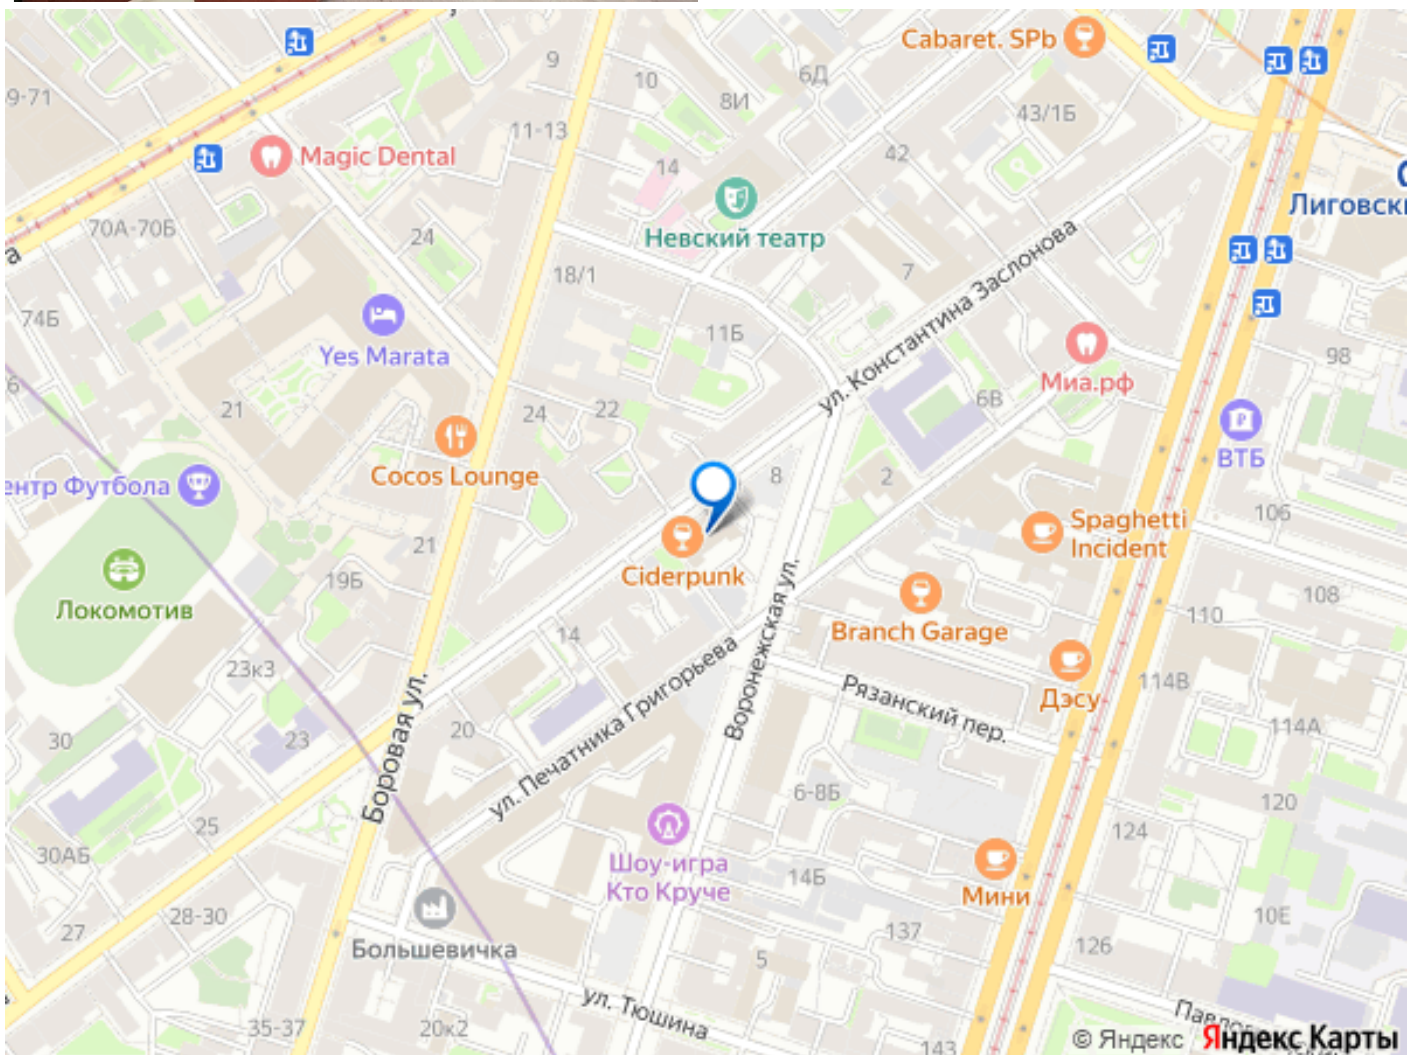 Cabaret. SPb
9
10
6Д
8И
9-71
11-13
43/1Б
42
Magic Dental
14
Лиговски
70А-70Б
24
Невский театр
а
18/1
7
ул. Константина Заслонова
74Б
11Б
Yes Marata
98
Миа.рф
6
6В
21
24
22
ВТБ
Cocos Lounge
8
2
ентр Футбола
106
Spaghetti
Incident
21
19Б
Ciderpunk
108
Локомотив
110
14
Branch Garage
23к3
Воронежская ул.
Рязанский пер.
114В
Дэсу
20
ул. Печатника Григорьева
114А
30
23
Боровая ул.
6-8Б
120
25
124
30АБ
Шоу-игра
Кто Круче
14Б
Мини
28-30
10Е
27
137
Большевичка
126
5
ул. Тюшина
35-37
20к2
143
© Яндекс
Яндекс Карты